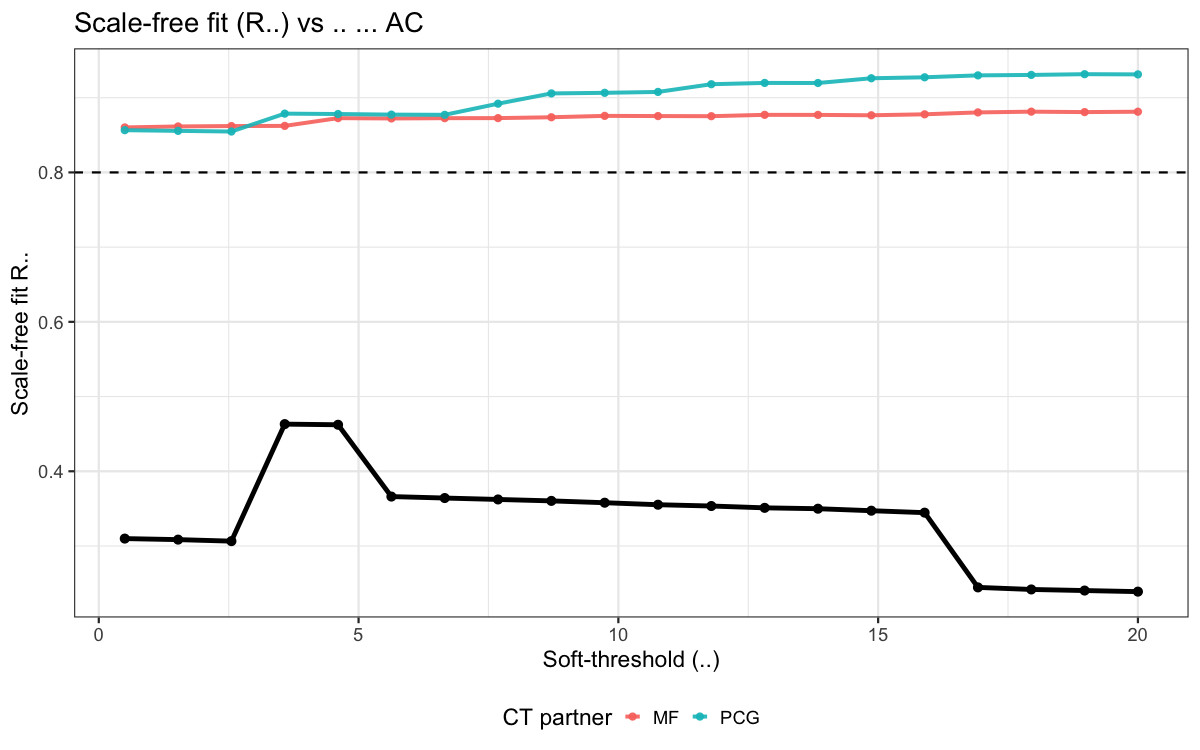 Scale-free fit (R..) vs .. ... AC
Scale-free fit R..
0.8
0.6
0.4
0
5
10
15
20
Soft-threshold (..)
CT partner MF PCG